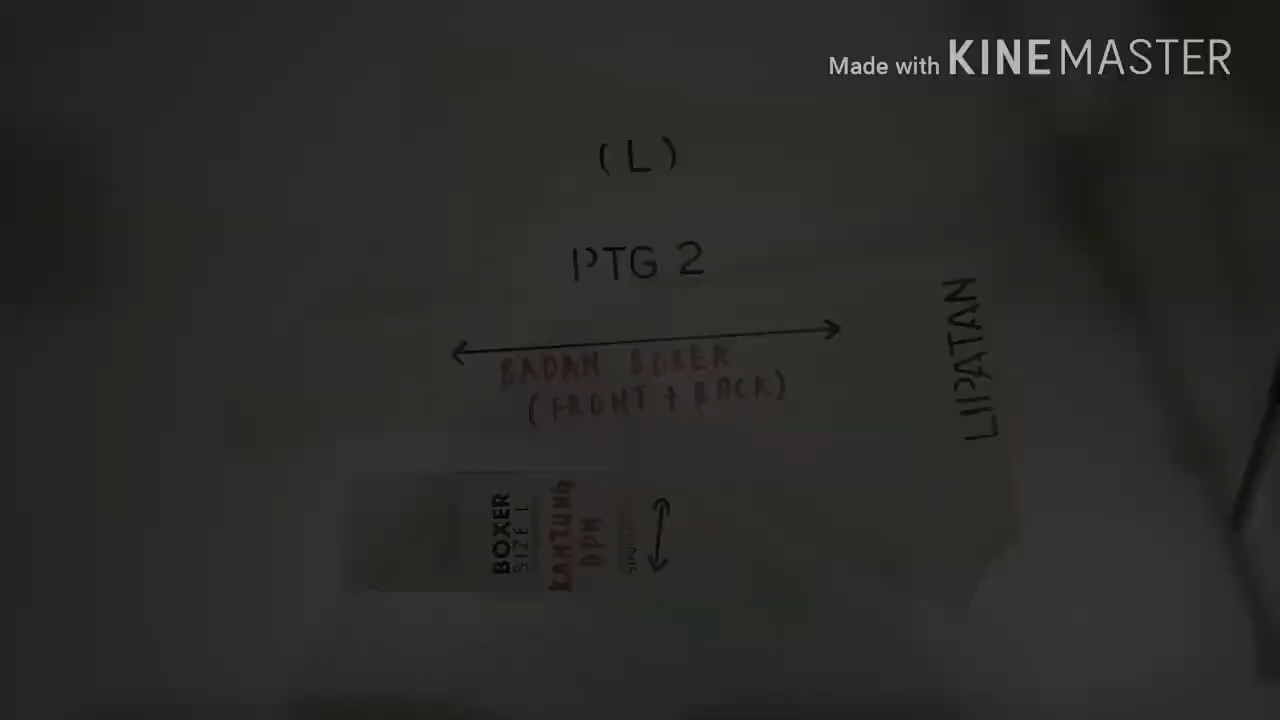 Made with KINEMASTER
(L)
PTG 2
LIPATAN
BADAN BOXER
(FRONT + BACK)
BOXER
SIZE L
KANTUNG
DPN